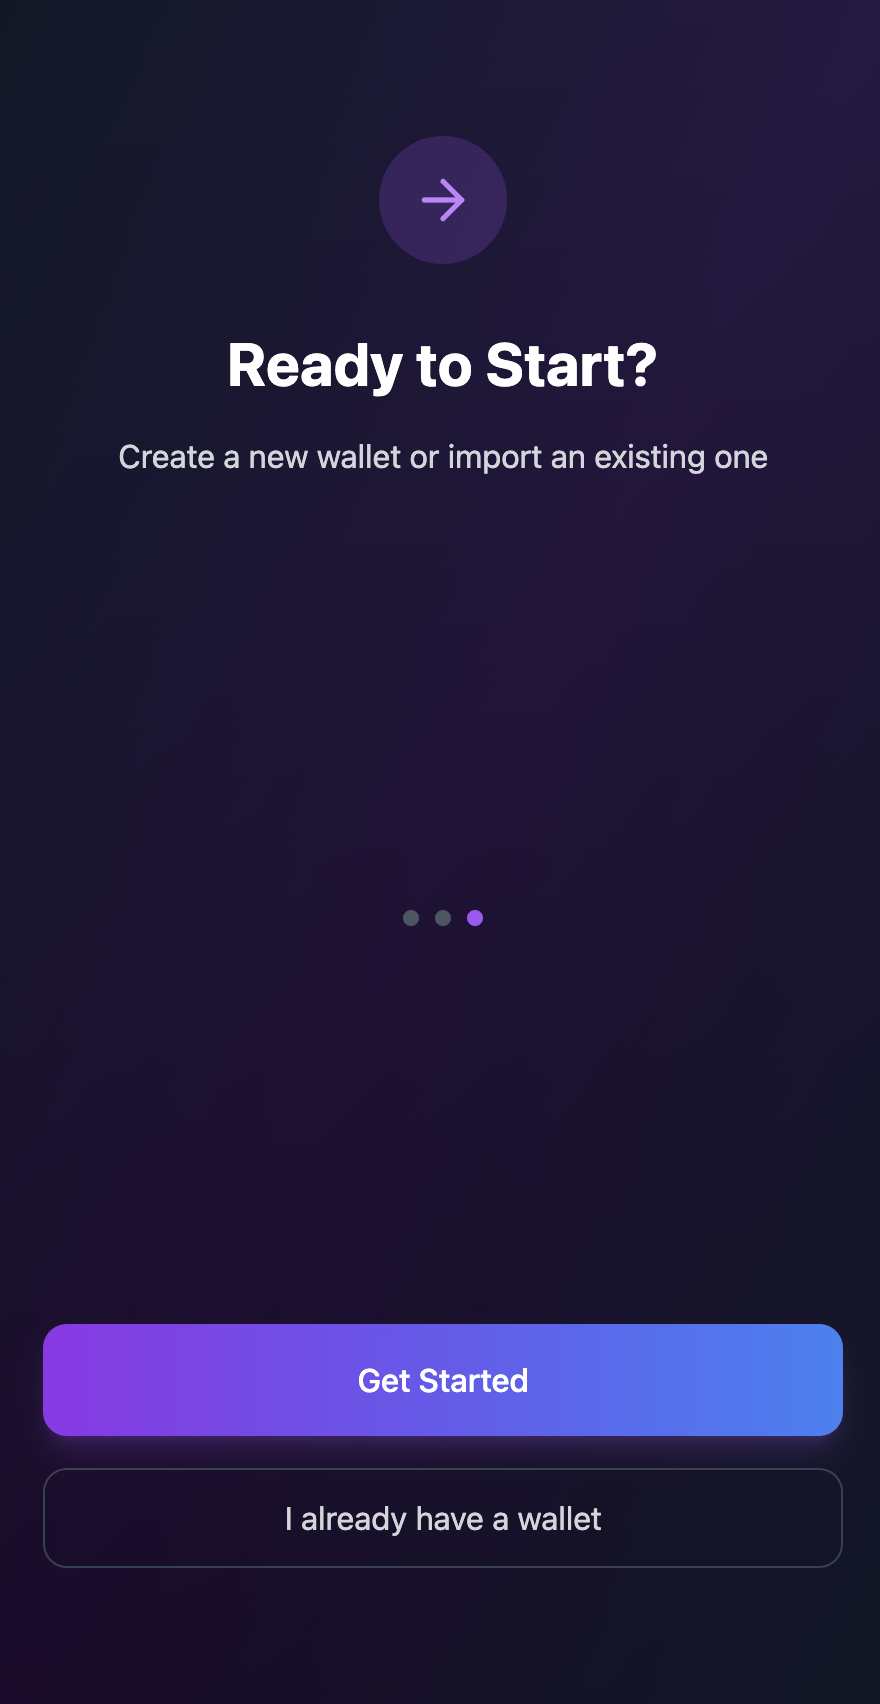 Ready to Start?
Create a new wallet or import an existing one
Get Started
I already have a wallet